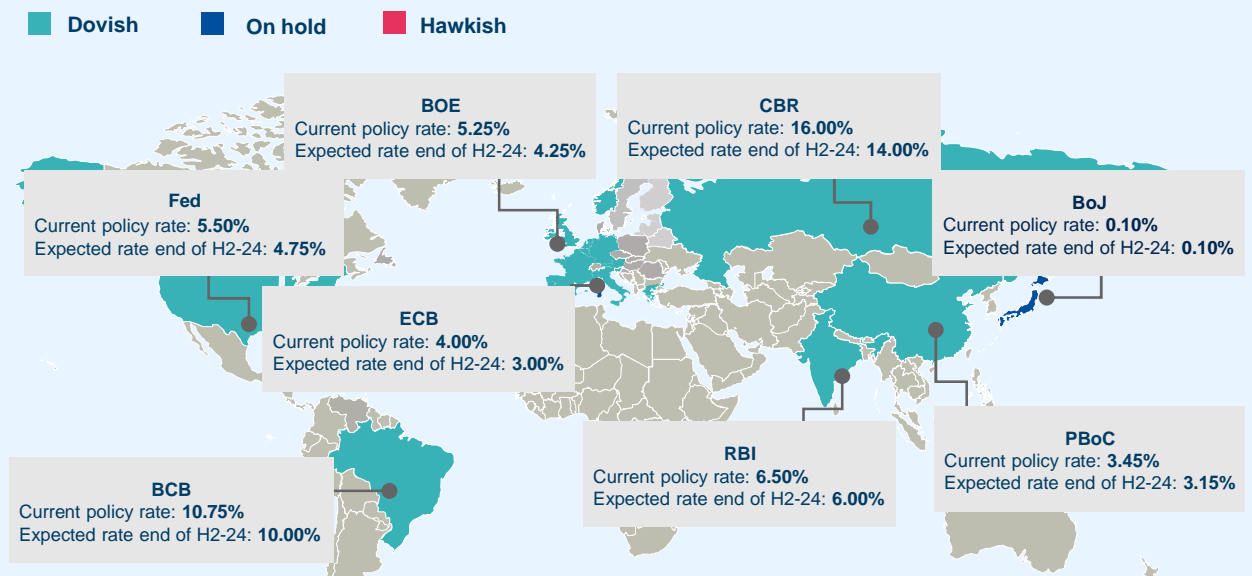 Dovish
On hold
Hawkish
BOE
Current policy rate: 5.25%
Expected rate end of H2-24: 4.25%
CBR
Current policy rate: 16.00%
Expected rate end of H2-24: 14.00%
Fed
Current policy rate: 5.50%
Expected rate end of H2-24: 4.75%
BoJ
Current policy rate: 0.10%
Expected rate end of H2-24: 0.10%
ECB
Current policy rate: 4.00%
Expected rate end of H2-24: 3.00%
RBI
Current policy rate: 6.50%
Expected rate end of H2-24: 6.00%
PBoC
Current policy rate: 3.45%
Expected rate end of H2-24: 3.15%
BCB
Current policy rate: 10.75%
Expected rate end of H2-24: 10.00%